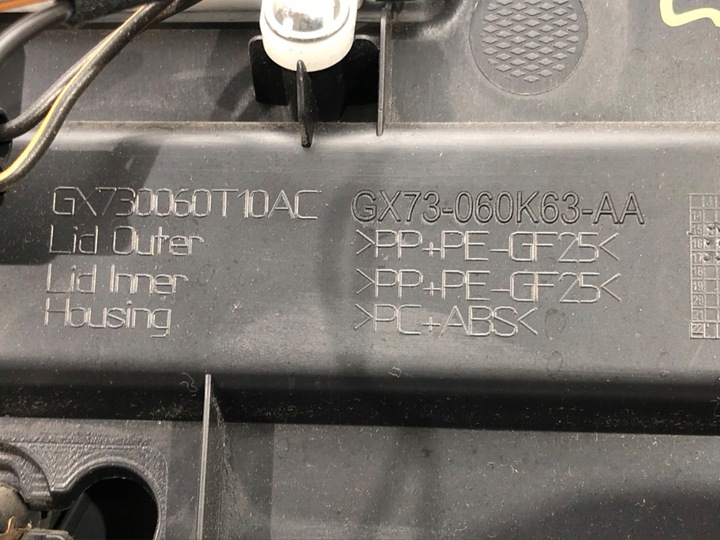 GX730060T10AC GX73-060K63-AA
Lid Outer >PP+PE-GF25<
Lid Inner >PP+PE-GF25<
Housing >PC+ABS<